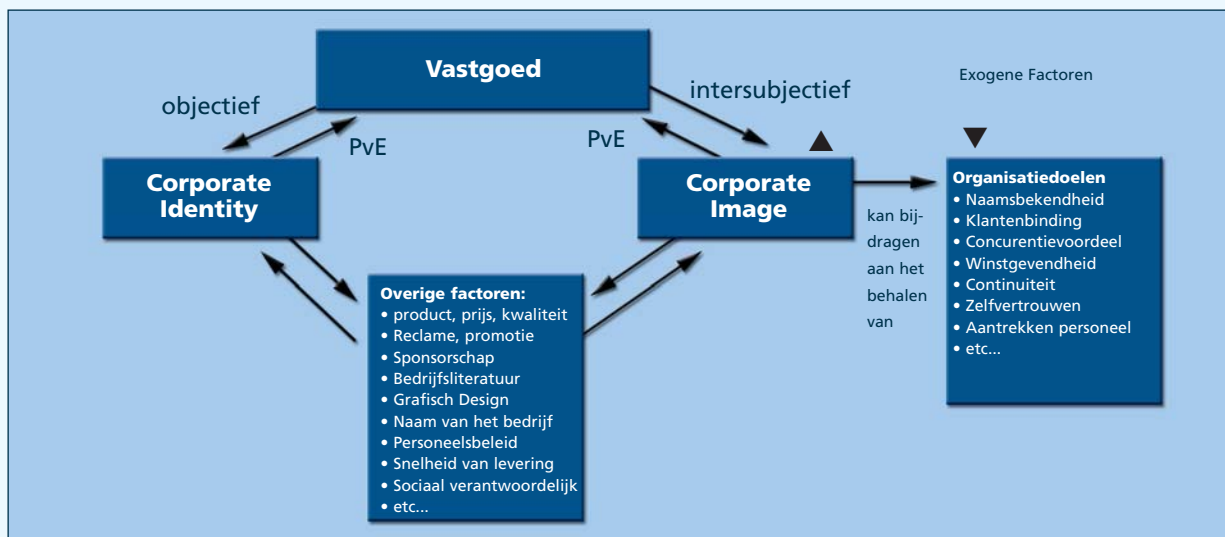 Vastgoed
objectief
PvE
intersubjectief
PvE
Exogene Factoren
Corporate
Identity
Corporate
Image
kan bij-
dragen
aan het
behalen
van
Organisatiedoelen
• Naamsbekendheid
• Klantenbinding
• Concurentievoordeel
• Winstgevendheid
• Continuiteit
• Zelfvertrouwen
• Aantrekken personeel
• etc...
Overige factoren:
• product, prijs, kwaliteit
• Reclame, promotie
• Sponsorschap
• Bedrijfsliteratuur
• Grafisch Design
• Naam van het bedrijf
• Personeelsbeleid
• Snelheid van levering
• Sociaal verantwoordelijk
• etc...